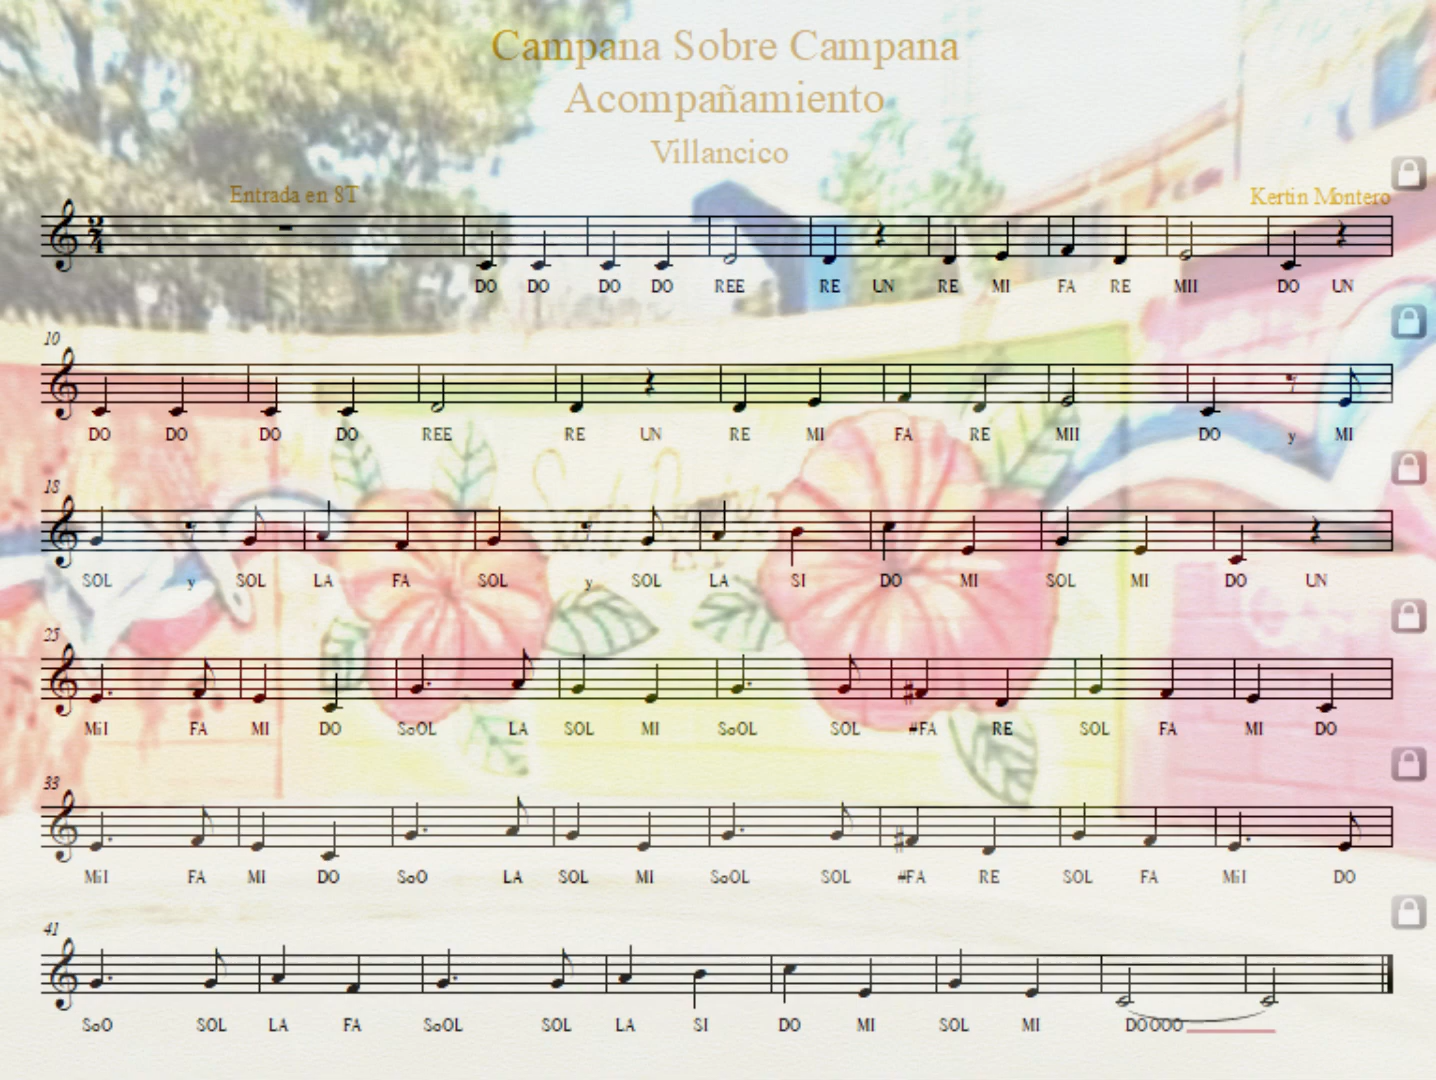 Campana Sobre Campana
Acompañamiento
Villancico
Entrada en 8T
Kertin Montero
2
4
DO DO DO DO REE RE UN RE MI FA RE MII DO UN
10
DO DO DO DO REE RE UN RE MI FA RE MII DO y MI
18
SOL y SOL LA FA SOL y SOL LA SI DO MI SOL MI DO UN
25
MiI FA MI DO SoOL LA SOL MI SoOL SOL #FA RE SOL FA MI DO
33
MiI FA MI DO SoO LA SOL MI SoOL SOL #FA RE SOL FA MiI DO
41
SoO SOL LA FA SoOL SOL LA SI DO MI SOL MI DOOOO